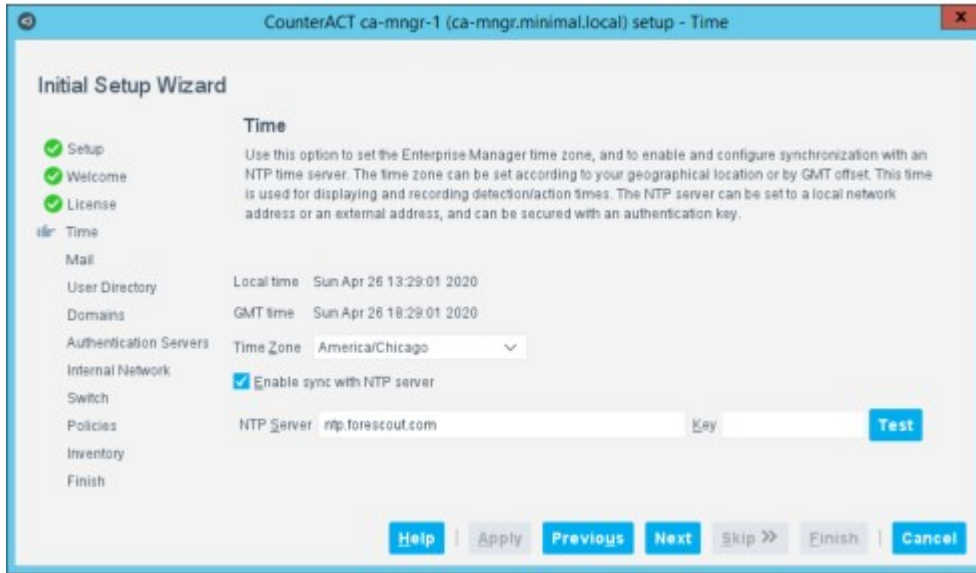 CounterACT ca-mngr-1 (ca-mngr.minimal.local) setup - Time
x
Initial Setup Wizard
Setup
Welcome
License
Time
Mail
User Directory
Domains
Authentication Servers
Internal Network
Switch
Policies
Inventory
Finish
Time
Use this option to set the Enterprise Manager time zone, and to enable and configure synchronization with an
NTP time server. The time zone can be set according to your geographical location or by GMT offset. This time
is used for displaying and recording detection/action times. The NTP server can be set to a local network
address or an external address, and can be secured with an authentication key.
Local time Sun Apr 26 13:29:01 2020
GMT time Sun Apr 26 18:29:01 2020
Time Zone America/Chicago
Enable sync with NTP server
NTP Server ntp.forescout.com Key Test
Help Apply Previous Next Skip >> Finish Cancel